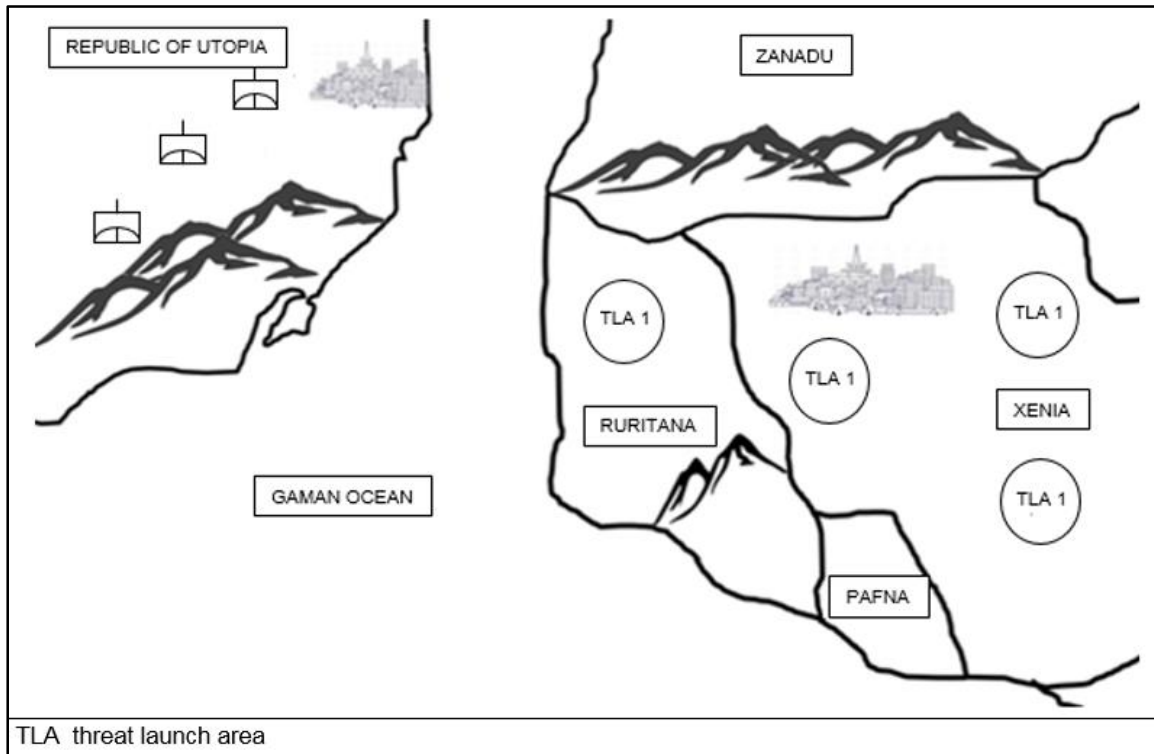 REPUBLIC OF UTOPIA
ZANADU
TLA 1
TLA 1
TLA 1
RURITANA
XENIA
GAMAN OCEAN
TLA 1
PAFNA
TLA threat launch area